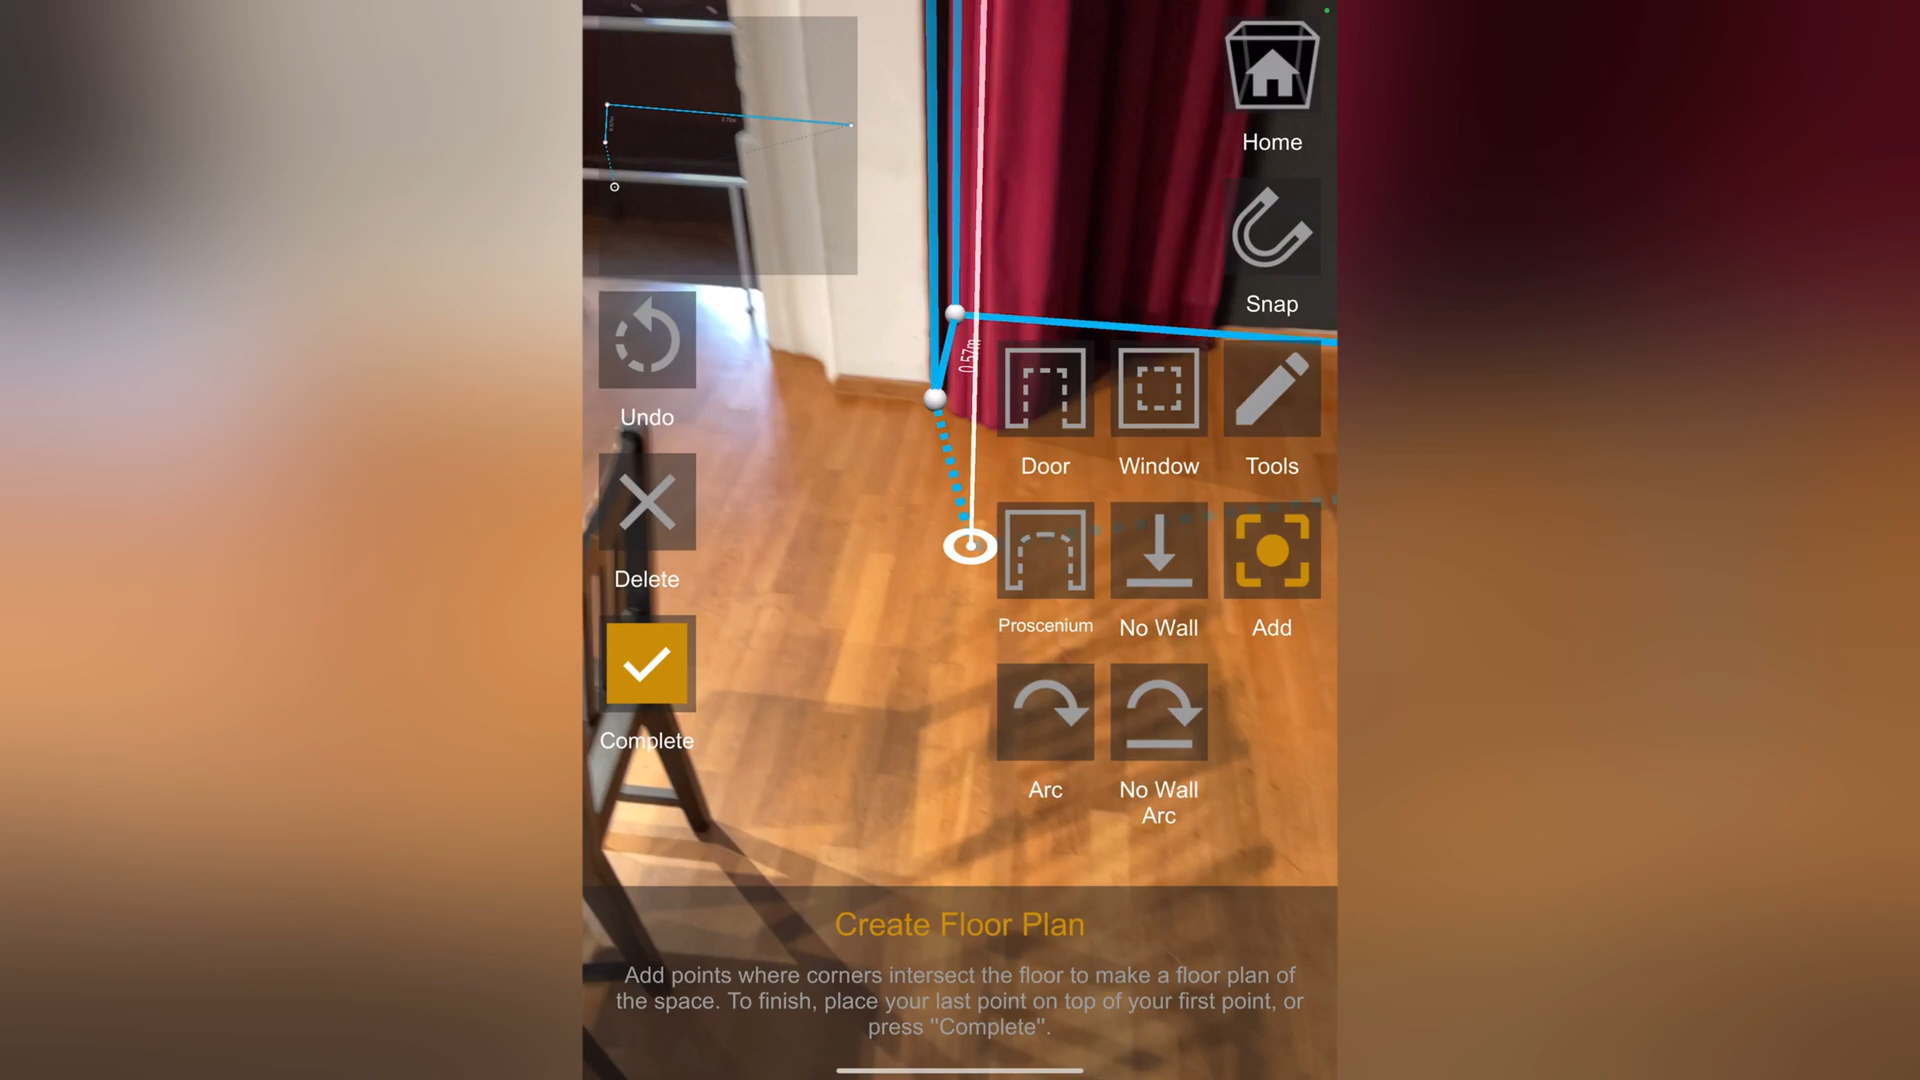 Home
Snap
0.57m
Undo
Door
Window
Tools
Delete
Proscenium
No Wall
Add
Complete
Arc
No Wall
Arc
Create Floor Plan
Add points where corners intersect the floor to make a floor plan of
the space. To finish, place your last point on top of your first point, or
press "Complete".